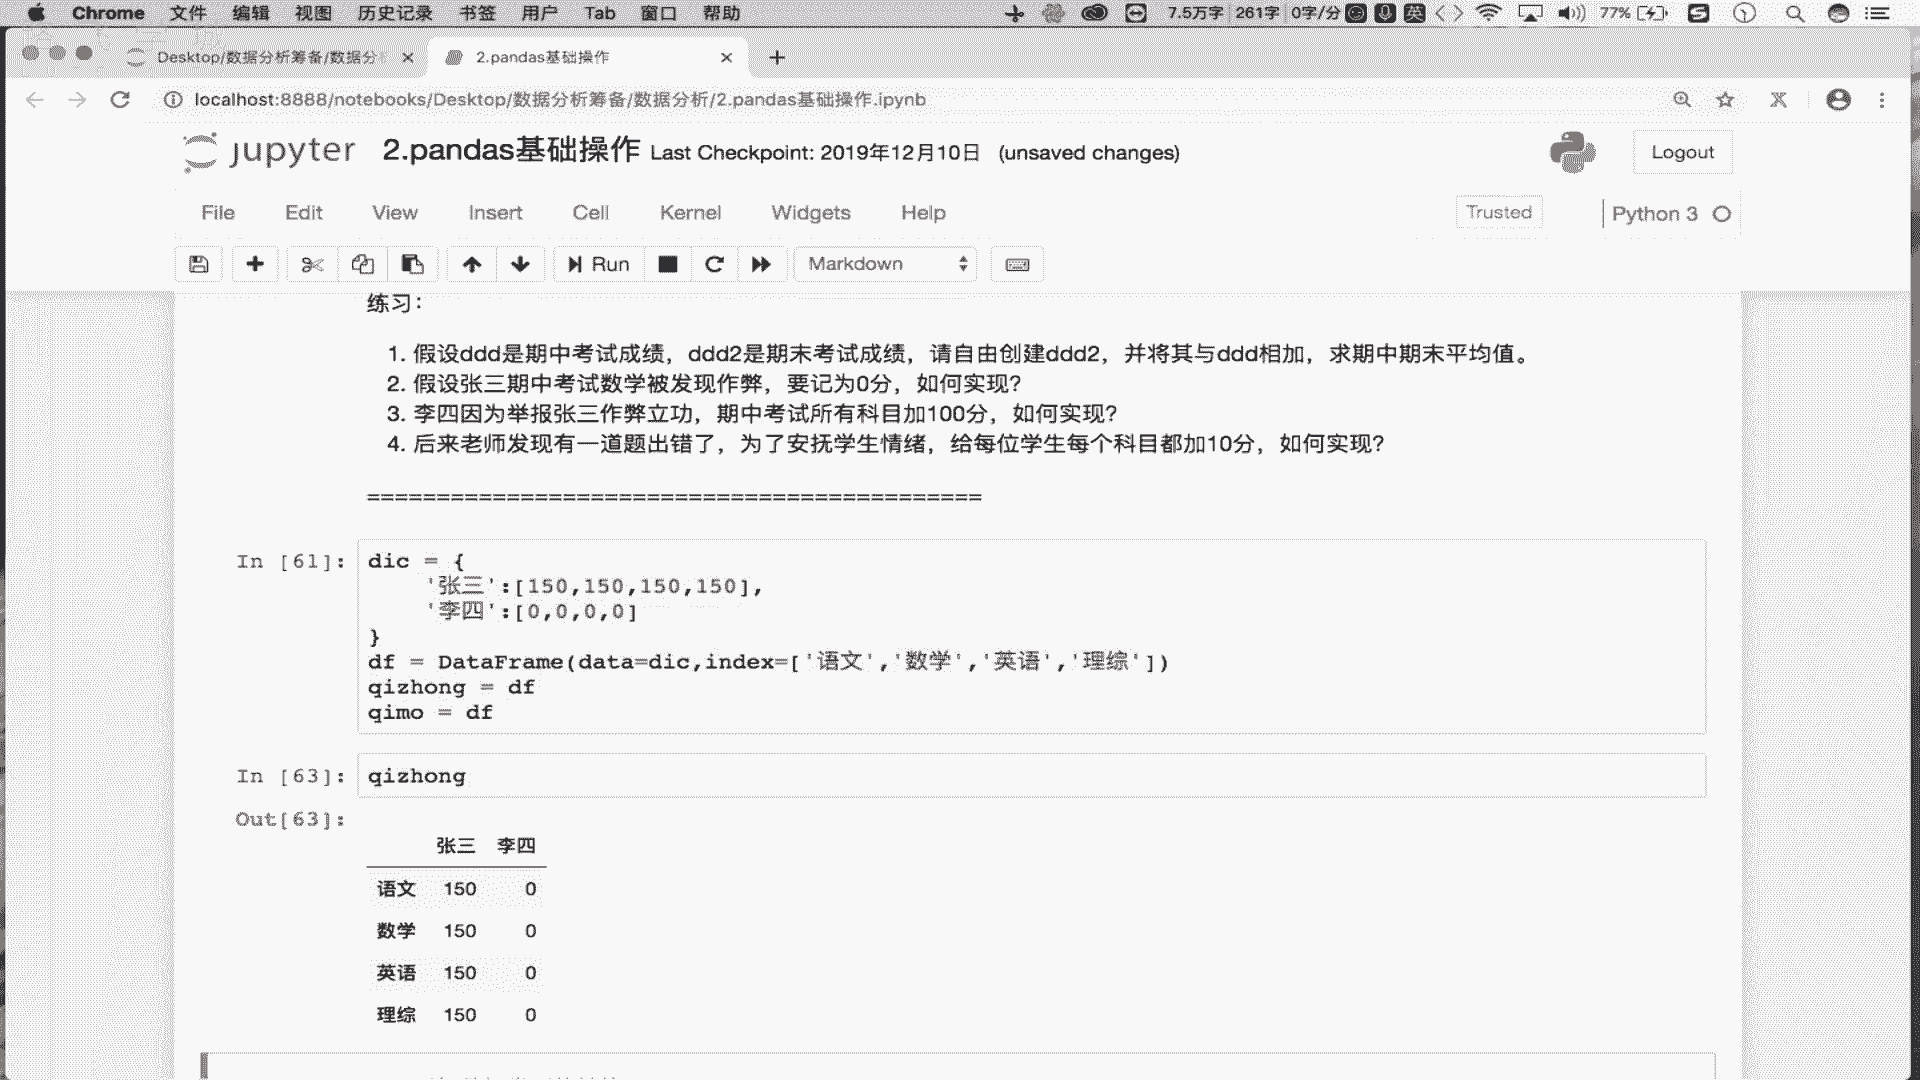 Chrome 文件 编辑 视图 历史记录 书签 用户 Tab 窗口 帮助 7.5万字 261字 0字/分 英 77%
Desktop/数据分析筹备/数据分 2.pandas基础操作
localhost:8888/notebooks/Desktop/数据分析筹备/数据分析/2.pandas基础操作.ipynb
jupyter 2.pandas基础操作 Last Checkpoint: 2019年12月10日 (unsaved changes) Logout
File Edit View Insert Cell Kernel Widgets Help Trusted Python 3
Run Markdown
练习：
1. 假设ddd是期中考试成绩，ddd2是期末考试成绩，请自由创建ddd2，并将其与ddd相加，求期中期末平均值。
2. 假设张三期中考试数学被发现作弊，要记为0分，如何实现？
3. 李四因为举报张三作弊立功，期中考试所有科目加100分，如何实现？
4. 后来老师发现有一道题出错了，为了安抚学生情绪，给每位学生每个科目都加10分，如何实现？
============================================
In [61]: dic = {
'张三':[150,150,150,150],
'李四':[0,0,0,0]
}
df = DataFrame(data=dic,index=['语文','数学','英语','理综'])
qizhong = df
qimo = df
In [63]: qizhong
Out[63]:
张三 李四
语文 150 0
数学 150 0
英语 150 0
理综 150 0